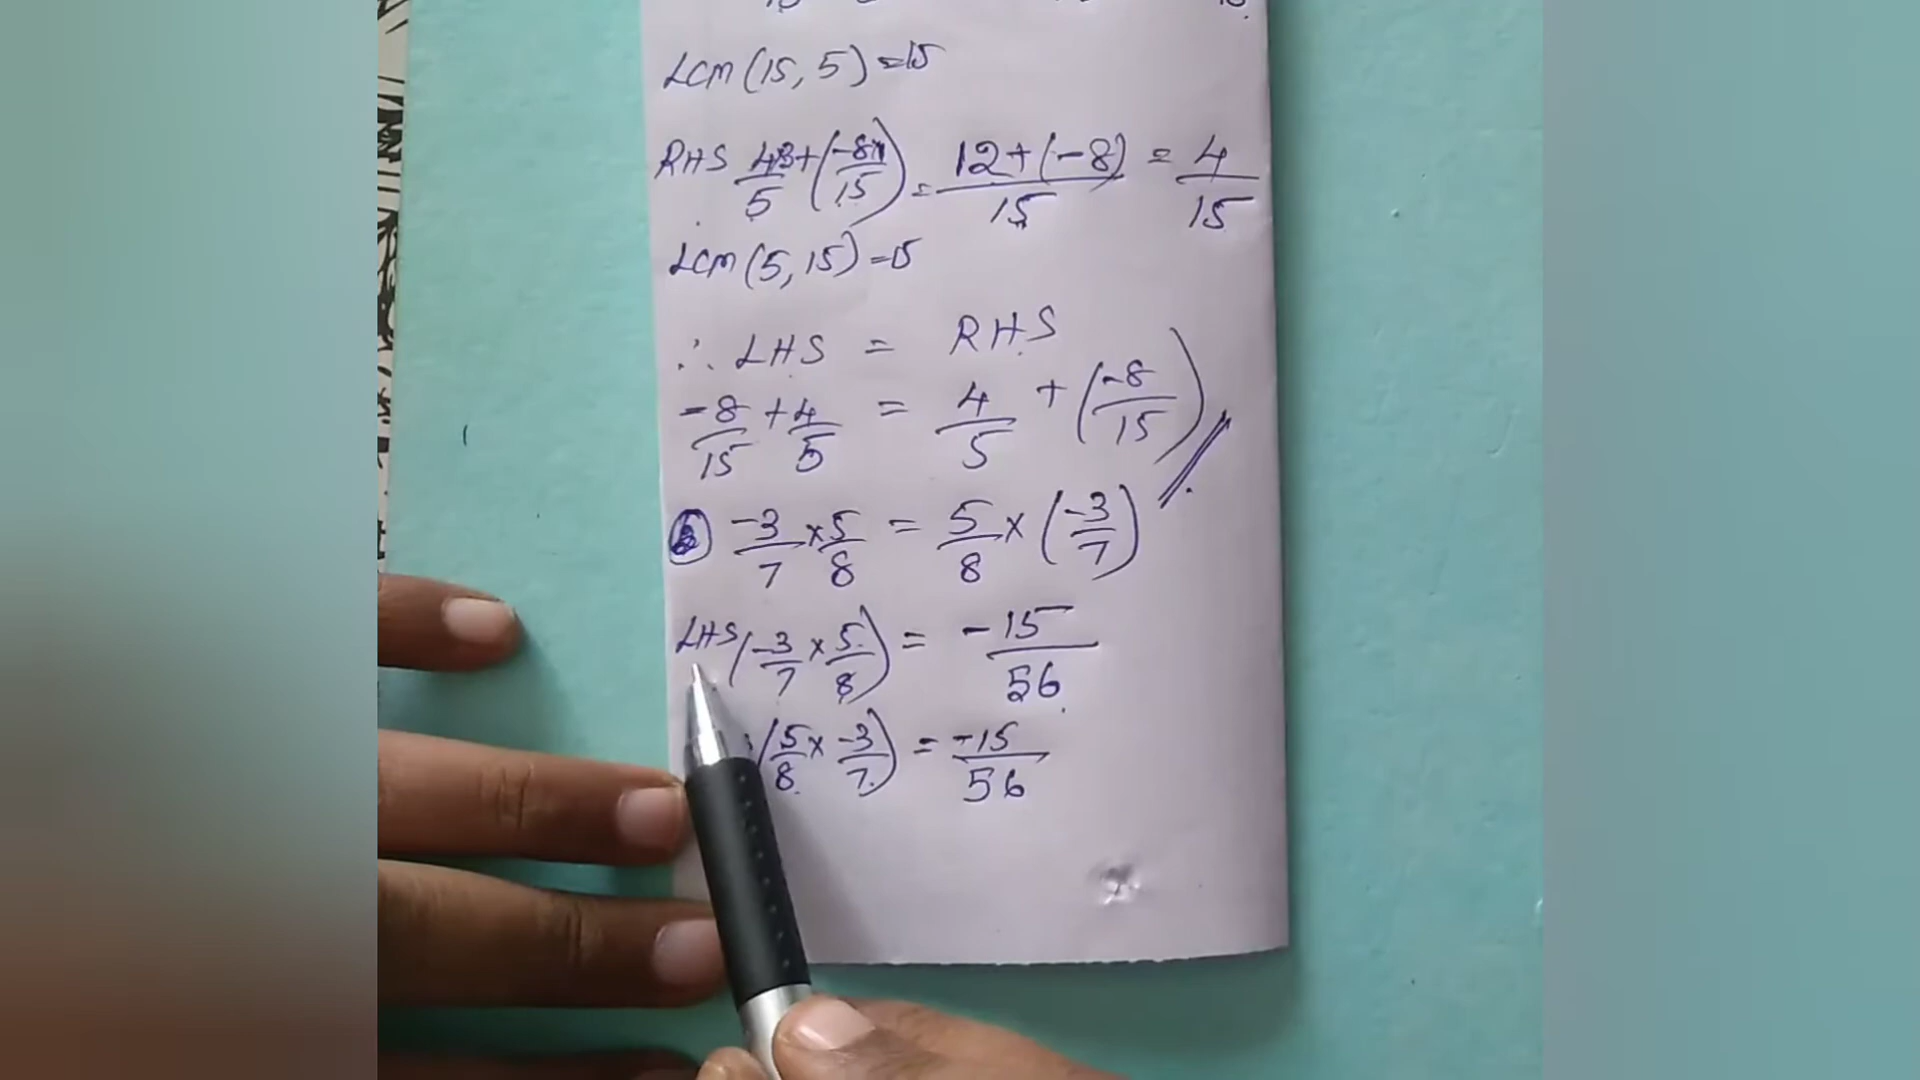 LCM (15, 5) = 15
RHS 4×3/5 + (-8×1/15) = 12+(-8)/15 = 4/15
LCM (5, 15) = 15
∴ LHS = RHS
-8/15 + 4/5 = 4/5 + (-8/15)
-3/7 × 5/8 = 5/8 × (-3/7)
LHS (-3/7 × 5/8) = -15/56
(5/8 × -3/7) = -15/56